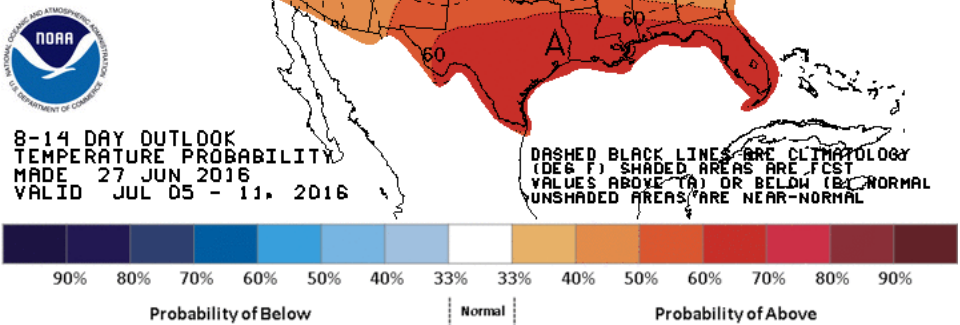 NATIONAL OCEANIC AND ATMOSPHERIC ADMINISTRATION
NOAA
U.S. DEPARTMENT OF COMMERCE
60
60
A
8-14 DAY OUTLOOK
TEMPERATURE PROBABILITY
MADE 27 JUN 2016
VALID JUL 05 - 11, 2016
DASHED BLACK LINES ARE CLIMATOLOGY
(DEG F) SHADED AREAS ARE FCST
VALUES ABOVE (A) OR BELOW (B) NORMAL
UNSHADED AREAS ARE NEAR-NORMAL
90% 80% 70% 60% 50% 40% 33% 33% 40% 50% 60% 70% 80% 90%
Probability of Below Normal Probability of Above